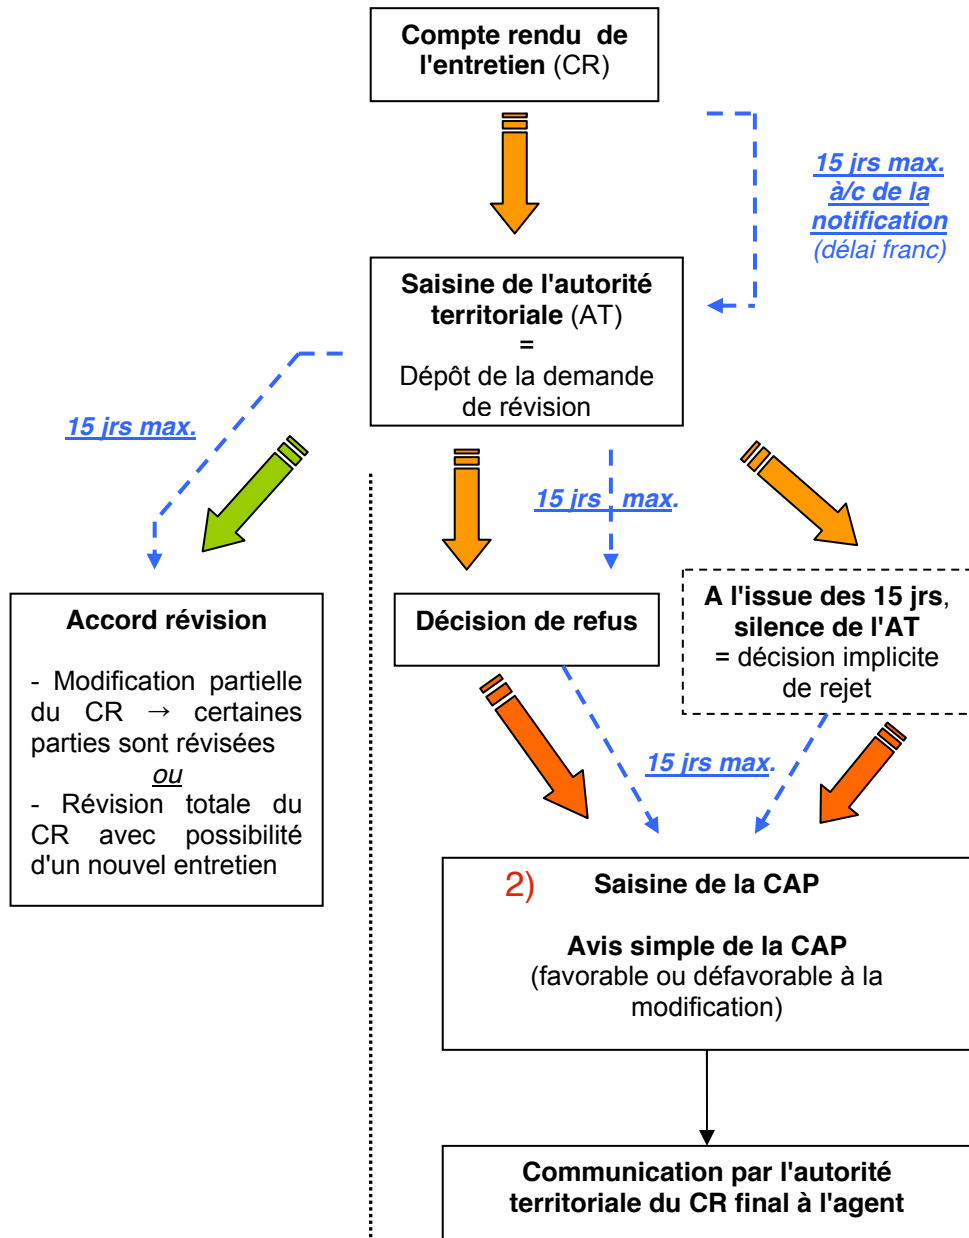 Compte rendu de
l'entretien (CR)
15 jrs max.
à/c de la
notification
(délai franc)
Saisine de l'autorité
territoriale (AT)
=
Dépôt de la demande
de révision
15 jrs max.
15 jrs max.
Accord révision
- Modification partielle
du CR → certaines
parties sont révisées
ou
- Révision totale du
CR avec possibilité
d'un nouvel entretien
Décision de refus
A l'issue des 15 jrs,
silence de l'AT
= décision implicite
de rejet
15 jrs max.
2) Saisine de la CAP
Avis simple de la CAP
(favorable ou défavorable à la
modification)
Communication par l'autorité
territoriale du CR final à l'agent